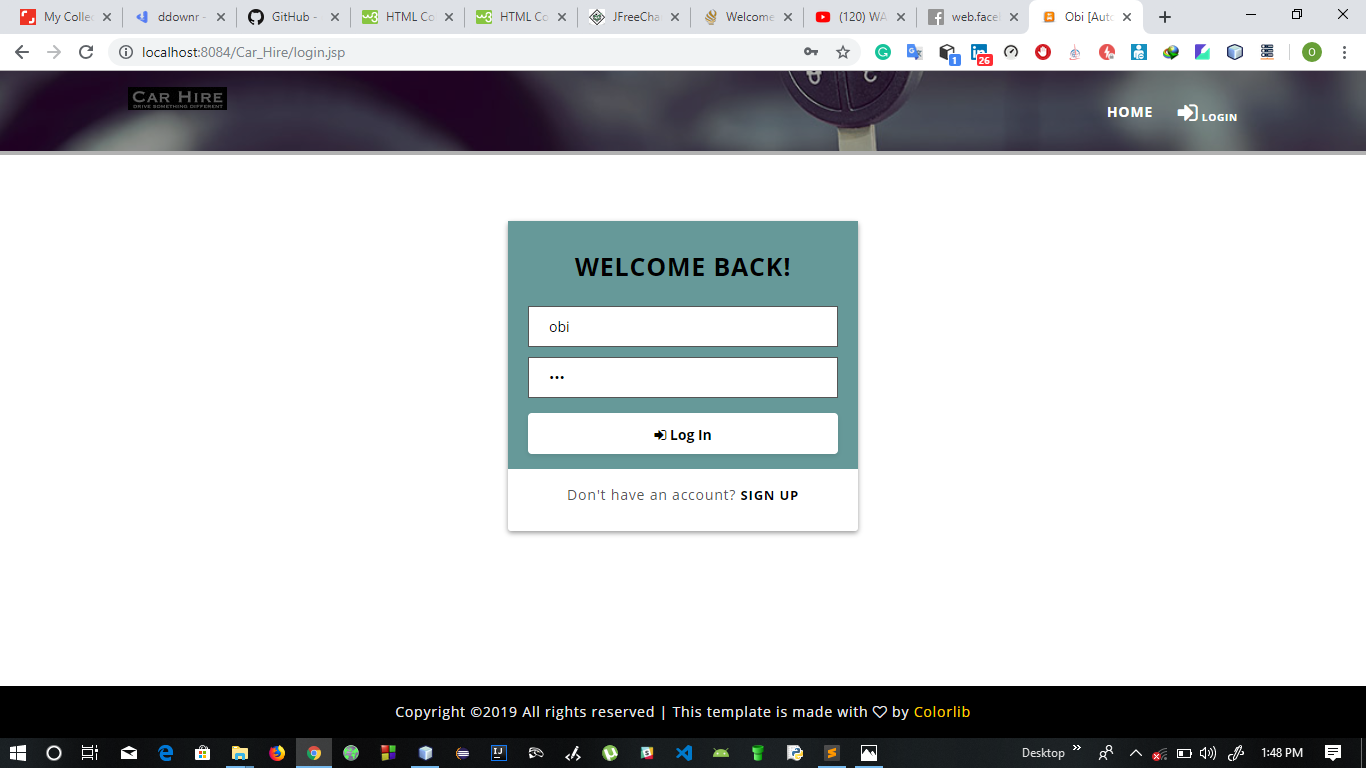 My Collec
ddownr -
GitHub -
HTML Co
HTML Co
JFreeCha
Welcome
(120) WA
web.facel
Obi [Auto
localhost:8084/Car_Hire/login.jsp
1
26
O
CAR HIRE
DRIVE SOMETHING DIFFERENT
HOME
LOGIN
WELCOME BACK!
obi
•••
Log In
Don't have an account? SIGN UP
Copyright ©2019 All rights reserved | This template is made with ♡ by Colorlib
Desktop
1:48 PM